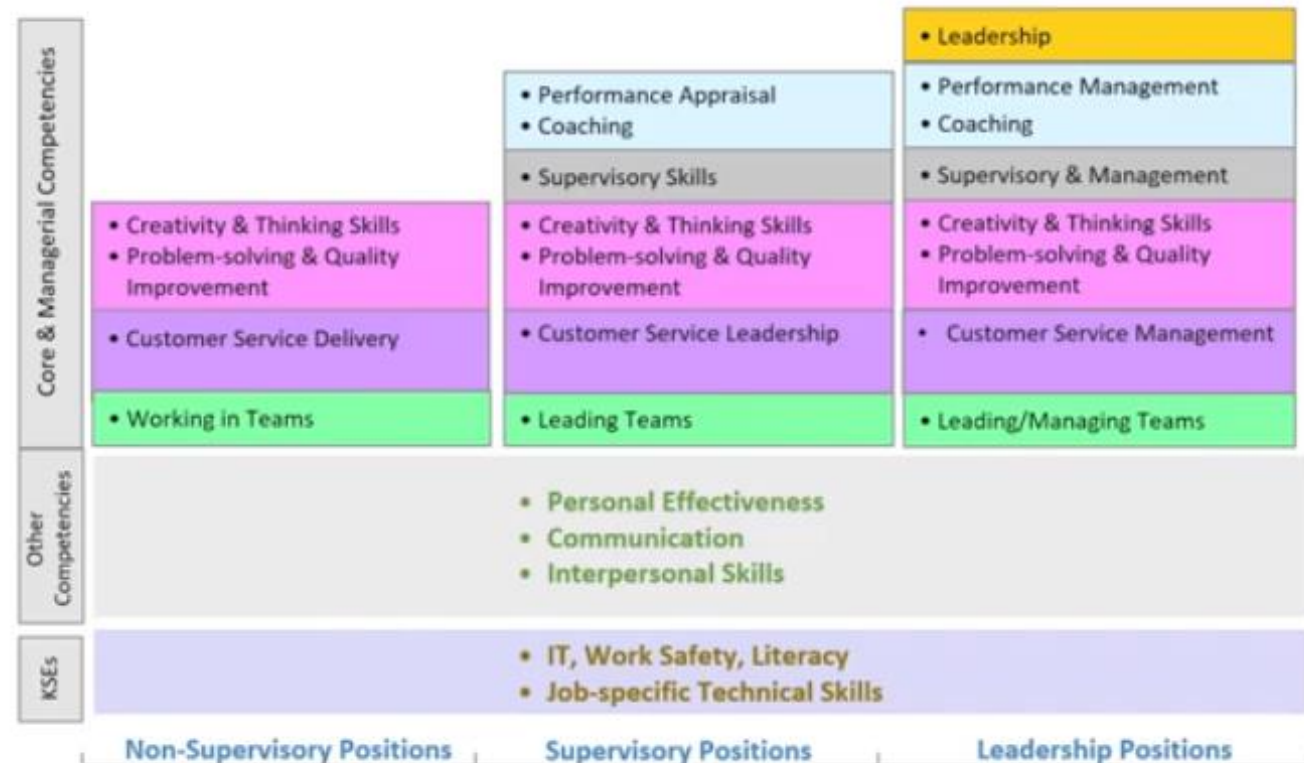 Core & Managerial Competencies
• Creativity & Thinking Skills
• Problem-solving & Quality
Improvement
• Customer Service Delivery
• Working in Teams
• Performance Appraisal
• Coaching
• Supervisory Skills
• Creativity & Thinking Skills
• Problem-solving & Quality
Improvement
• Customer Service Leadership
• Leading Teams
• Leadership
• Performance Management
• Coaching
• Supervisory & Management
• Creativity & Thinking Skills
• Problem-solving & Quality
Improvement
• Customer Service Management
• Leading/Managing Teams
Other
Competencies
• Personal Effectiveness
• Communication
• Interpersonal Skills
KSEs
• IT, Work Safety, Literacy
• Job-specific Technical Skills
Non-Supervisory Positions
Supervisory Positions
Leadership Positions